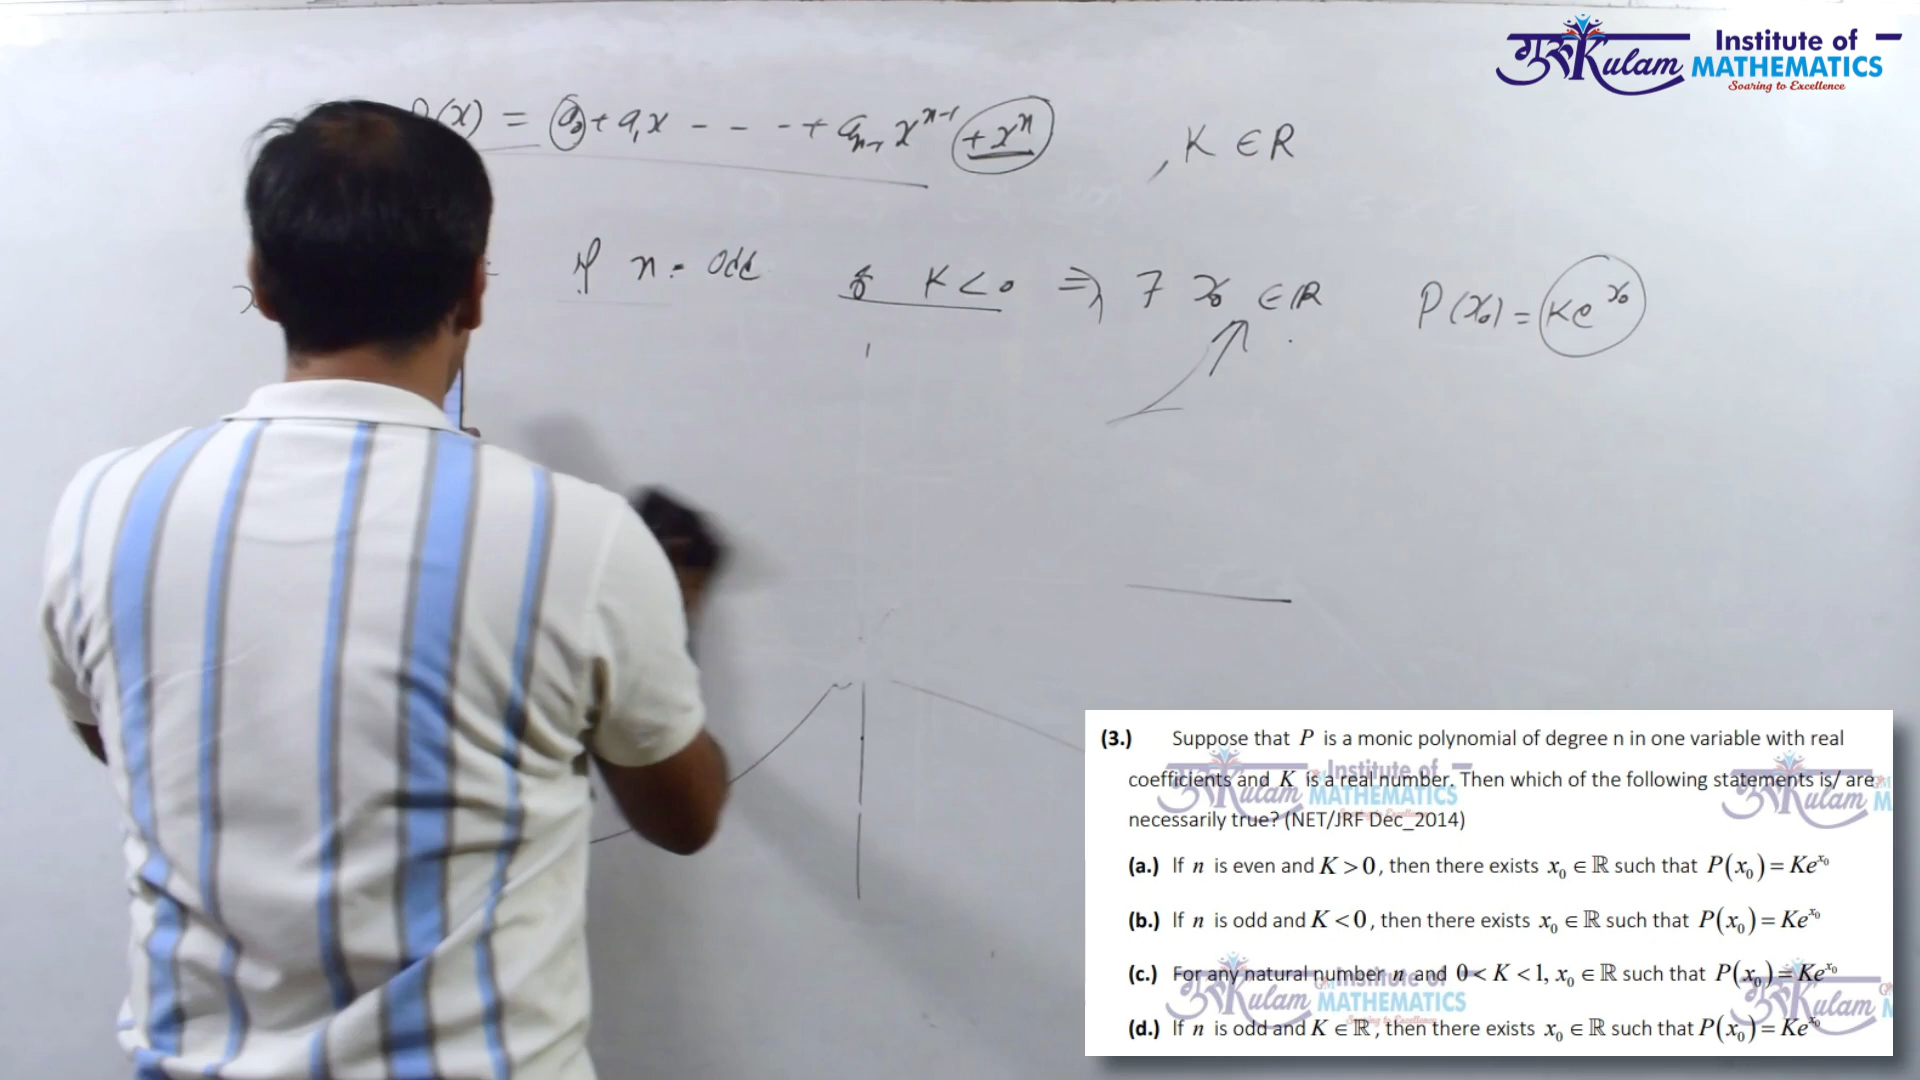 गुरुKulam Institute of
MATHEMATICS
Soaring to Excellence
(x) = a₀ + a₁x - - - - + aₙ₋₁ xⁿ⁻¹ + xⁿ , K ∈ R
If n = odd & K < 0 ⇒ ∃ x₀ ∈ R P(x₀) = Ke^x₀
(3.) Suppose that P is a monic polynomial of degree n in one variable with real
coefficients and K is a real number. Then which of the following statements is/ are
necessarily true? (NET/JRF Dec_2014)
(a.) If n is even and K > 0, then there exists x₀ ∈ ℝ such that P(x₀) = Ke^x₀
(b.) If n is odd and K < 0, then there exists x₀ ∈ ℝ such that P(x₀) = Ke^x₀
(c.) For any natural number n and 0 < K < 1, x₀ ∈ ℝ such that P(x₀) = Ke^x₀
(d.) If n is odd and K ∈ ℝ, then there exists x₀ ∈ ℝ such that P(x₀) = Ke^x₀